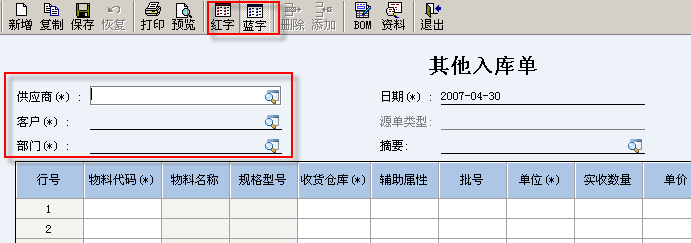 新增 复制 保存 恢复 打印 预览 红字 蓝字 删除 添加 BOM 资料 退出
其他入库单
供应商(*): 日期(*): 2007-04-30
客户(*): 源单类型:
部门(*): 摘要:
行号 物料代码(*) 物料名称 规格型号 收货仓库(*) 辅助属性 批号 单位(*) 实收数量 单价
1
2